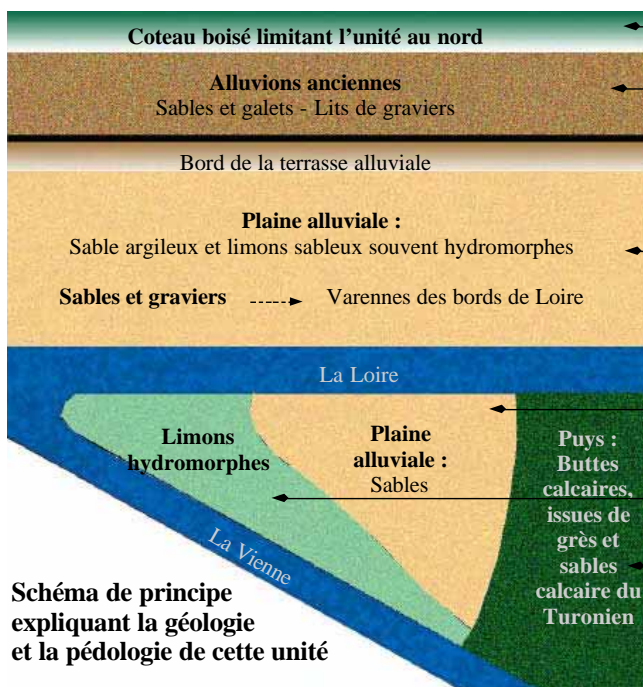 Coteau boisé limitant l'unité au nord
Alluvions anciennes
Sables et galets - Lits de graviers
Bord de la terrasse alluviale
Plaine alluviale :
Sable argileux et limons sableux souvent hydromorphes
Sables et graviers
Varennes des bords de Loire
La Loire
Limons
hydromorphes
Plaine
alluviale :
Sables
Puys :
Buttes
calcaires,
issues de
grès et
sables
calcaire du
Turonien
La Vienne
Schéma de principe
expliquant la géologie
et la pédologie de cette unité